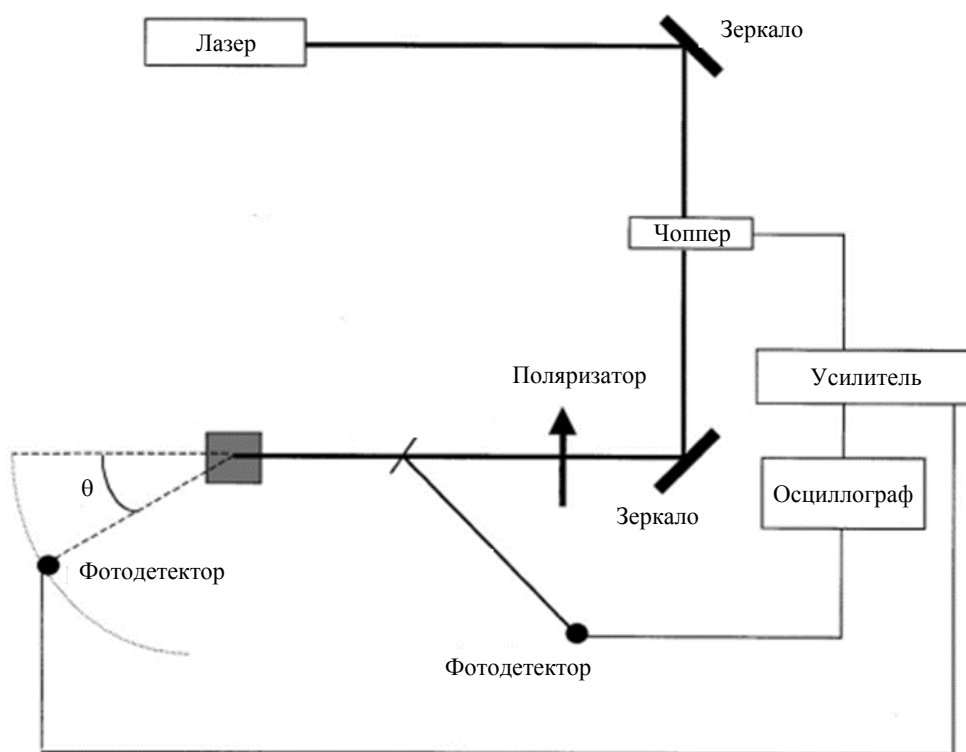 Лазер
Зеркало
Чоппер
Усилитель
Поляризатор
θ
Осциллограф
Зеркало
Фотодетектор
Фотодетектор